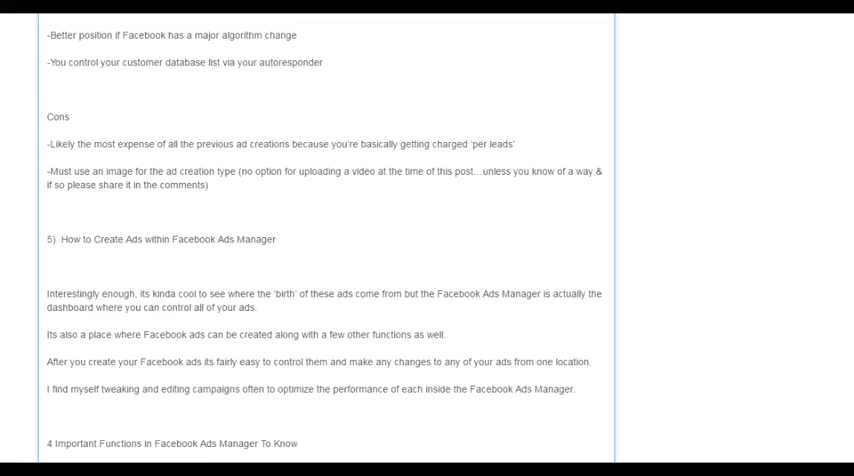 -Better position if Facebook has a major algorithm change
-You control your customer database list via your autoresponder
Cons
-Likely the most expense of all the previous ad creations because you're basically getting charged 'per leads'
-Must use an image for the ad creation type (no option for uploading a video at the time of this post…unless you know of a way &
if so please share it in the comments)
5)  How to Create Ads within Facebook Ads Manager
Interestingly enough, its kinda cool to see where the 'birth' of these ads come from but the Facebook Ads Manager is actually the
dashboard where you can control all of your ads.
Its also a place where Facebook ads can be created along with a few other functions as well.
After you create your Facebook ads its fairly easy to control them and make any changes to any of your ads from one location.
I find myself tweaking and editing campaigns often to optimize the performance of each inside the Facebook Ads Manager.
4 Important Functions in Facebook Ads Manager To Know